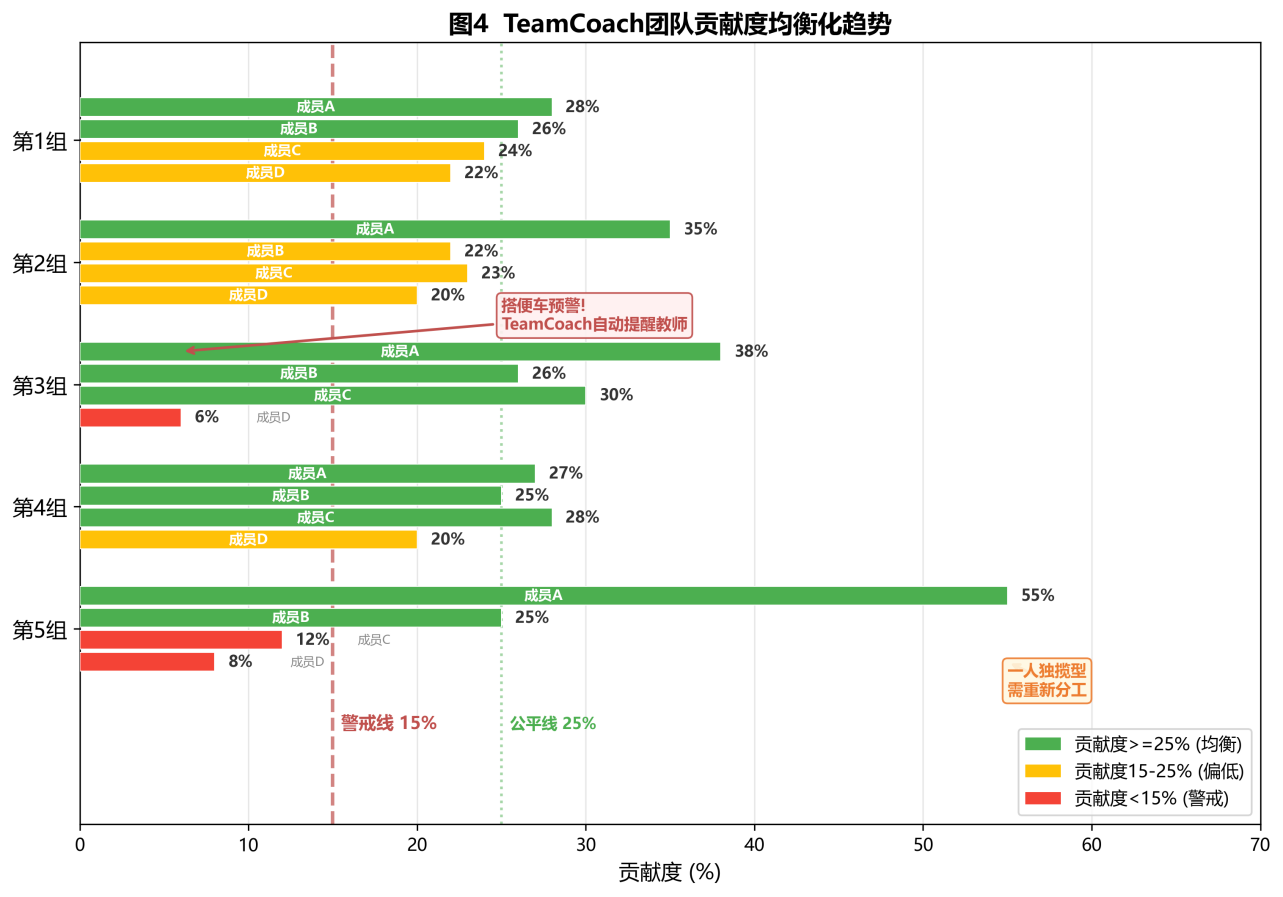 图4  TeamCoach团队贡献度均衡化趋势
第1组
成员A 28%
成员B 26%
成员C 24%
成员D 22%
第2组
成员A 35%
成员B 22%
成员C 23%
成员D 20%
搭便车预警!
TeamCoach自动提醒教师
第3组
成员A 38%
成员B 26%
成员C 30%
6% 成员D
第4组
成员A 27%
成员B 25%
成员C 28%
成员D 20%
第5组
成员A 55%
成员B 25%
12% 成员C
8% 成员D
一人独揽型
需重新分工
警戒线 15%
公平线 25%
贡献度>=25% (均衡)
贡献度15-25% (偏低)
贡献度<15% (警戒)
0 10 20 30 40 50 60 70
贡献度 (%)